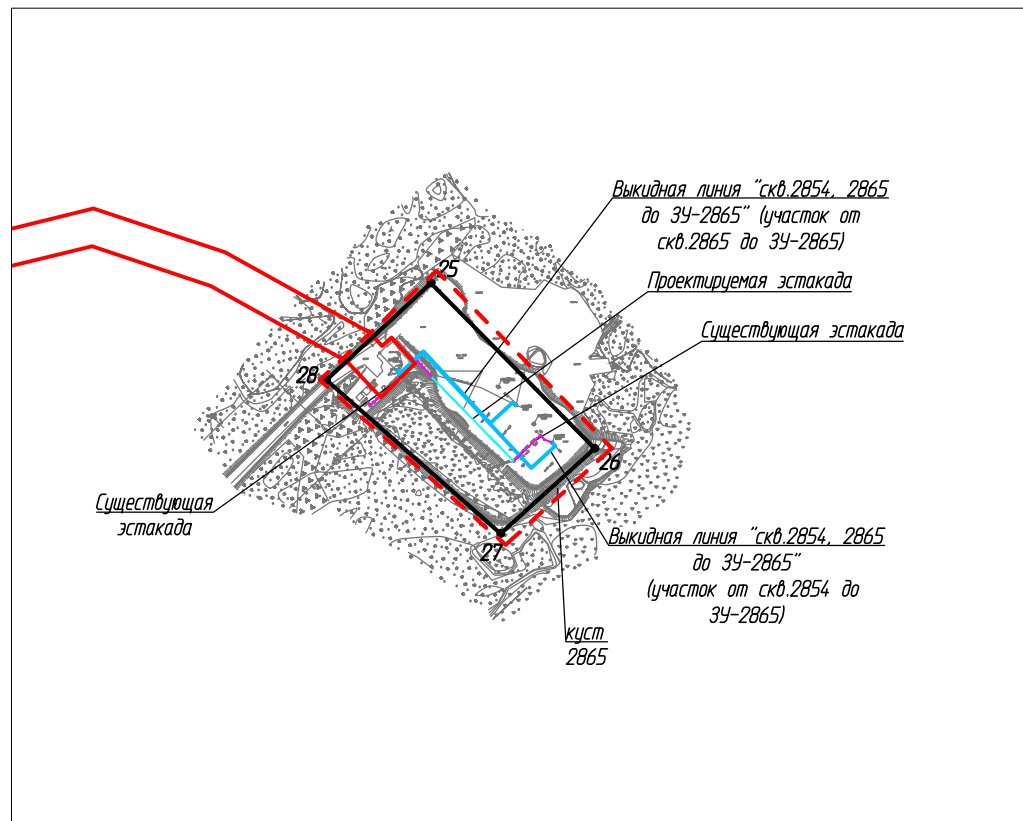 Выкидная линия "скв.2854, 2865
до ЗУ-2865" (участок от
скв.2865 до ЗУ-2865)
25
Проектируемая эстакада
Существующая эстакада
28
26
Существующая
эстакада
27
Выкидная линия "скв.2854, 2865
до ЗУ-2865"
(участок от скв.2854 до
ЗУ-2865)
куст
2865